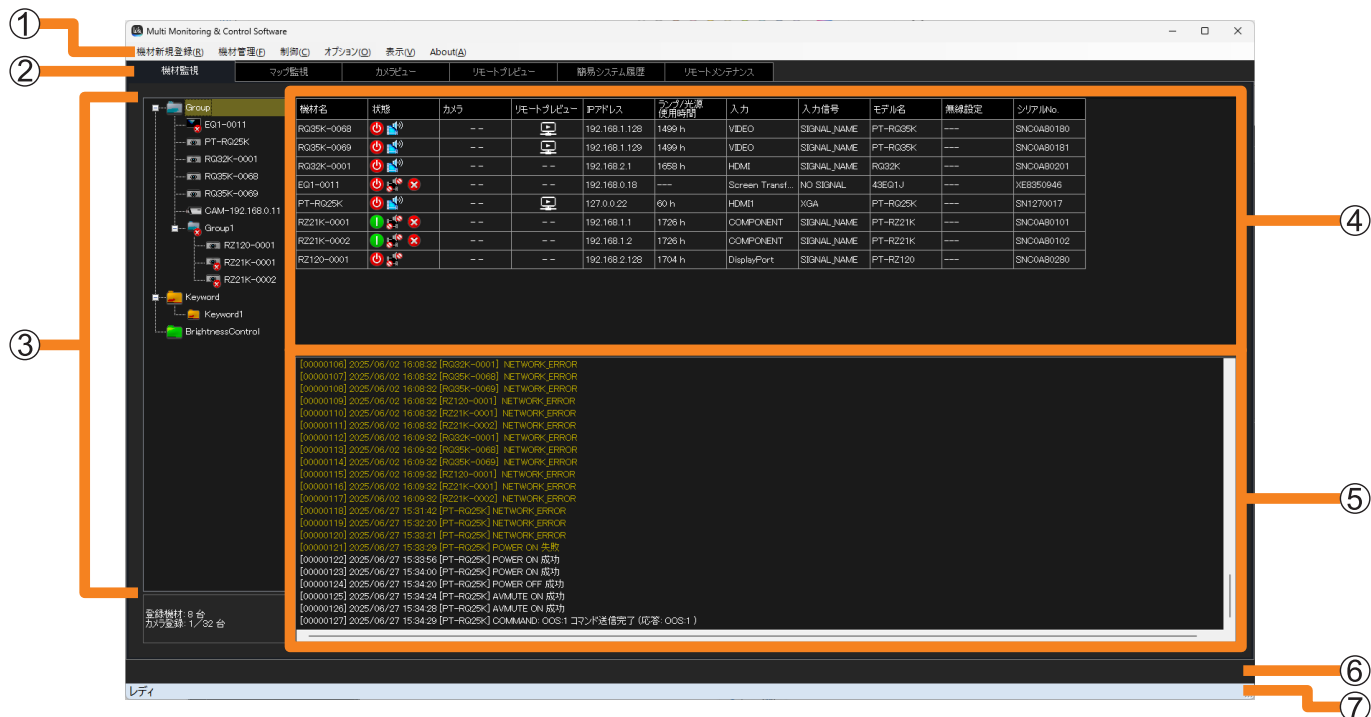 ①
Multi Monitoring & Control Software
機材新規登録(R) 機材管理(F) 制御(C) オプション(O) 表示(V) About(A)
②
機材監視 マップ監視 カメラビュー リモートプレビュー 簡易システム履歴 リモートメンテナンス
③
Group
EQ1-0011
PT-RQ25K
RQ32K-0001
RQ35K-0068
RQ35K-0069
CAM-192.168.0.11
Group1
RZ120-0001
RZ21K-0001
RZ21K-0002
Keyword
Keyword1
BrightnessControl
登録機材: 8 台
カメラ登録: 1/32 台
④
機材名 状態 カメラ リモートプレビュー IPアドレス ランプ/光源使用時間 入力 入力信号 モデル名 無線設定 シリアルNo.
RQ35K-0068 -- 192.168.1.128 1499 h VIDEO SIGNAL_NAME PT-RQ35K --- SNC0A80180
RQ35K-0069 -- 192.168.1.129 1499 h VIDEO SIGNAL_NAME PT-RQ35K --- SNC0A80181
RQ32K-0001 -- -- 192.168.2.1 1658 h HDMI SIGNAL_NAME RQ32K --- SNC0A80201
EQ1-0011 -- -- 192.168.0.18 --- Screen Transf... NO SIGNAL 43EQ1J --- XE8350946
PT-RQ25K -- 127.0.0.22 60 h HDMI1 XGA PT-RQ25K --- SN1270017
RZ21K-0001 -- -- 192.168.1.1 1726 h COMPONENT SIGNAL_NAME PT-RZ21K --- SNC0A80101
RZ21K-0002 -- -- 192.168.1.2 1726 h COMPONENT SIGNAL_NAME PT-RZ21K --- SNC0A80102
RZ120-0001 -- -- 192.168.2.128 1704 h DisplayPort SIGNAL_NAME PT-RZ120 --- SNC0A80280
⑤
[00000106] 2025/06/02 16:08:32 [RQ32K-0001] NETWORK_ERROR
[00000107] 2025/06/02 16:08:32 [RQ35K-0068] NETWORK_ERROR
[00000108] 2025/06/02 16:08:32 [RQ35K-0069] NETWORK_ERROR
[00000109] 2025/06/02 16:08:32 [RZ120-0001] NETWORK_ERROR
[00000110] 2025/06/02 16:08:32 [RZ21K-0001] NETWORK_ERROR
[00000111] 2025/06/02 16:08:32 [RZ21K-0002] NETWORK_ERROR
[00000112] 2025/06/02 16:09:32 [RQ32K-0001] NETWORK_ERROR
[00000113] 2025/06/02 16:09:32 [RQ35K-0068] NETWORK_ERROR
[00000114] 2025/06/02 16:09:32 [RQ35K-0069] NETWORK_ERROR
[00000115] 2025/06/02 16:09:32 [RZ120-0001] NETWORK_ERROR
[00000116] 2025/06/02 16:09:32 [RZ21K-0001] NETWORK_ERROR
[00000117] 2025/06/02 16:09:32 [RZ21K-0002] NETWORK_ERROR
[00000118] 2025/06/27 15:31:42 [PT-RQ25K] NETWORK_ERROR
[00000119] 2025/06/27 15:32:20 [PT-RQ25K] NETWORK_ERROR
[00000120] 2025/06/27 15:33:21 [PT-RQ25K] NETWORK_ERROR
[00000121] 2025/06/27 15:33:29 [PT-RQ25K] POWER ON 失敗
[00000122] 2025/06/27 15:33:56 [PT-RQ25K] POWER ON 成功
[00000123] 2025/06/27 15:34:00 [PT-RQ25K] POWER ON 成功
[00000124] 2025/06/27 15:34:20 [PT-RQ25K] POWER OFF 成功
[00000125] 2025/06/27 15:34:24 [PT-RQ25K] AVMUTE ON 成功
[00000126] 2025/06/27 15:34:28 [PT-RQ25K] AVMUTE ON 成功
[00000127] 2025/06/27 15:34:29 [PT-RQ25K] COMMAND: OOS:1 コマンド送信完了 (応答: OOS:1 )
⑥
レディ
⑦